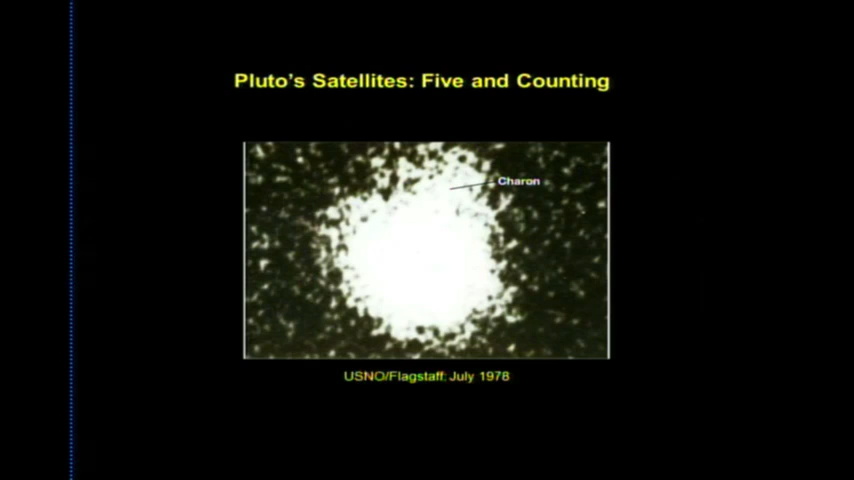 Pluto's Satellites: Five and Counting
Charon
USNO/Flagstaff: July 1978